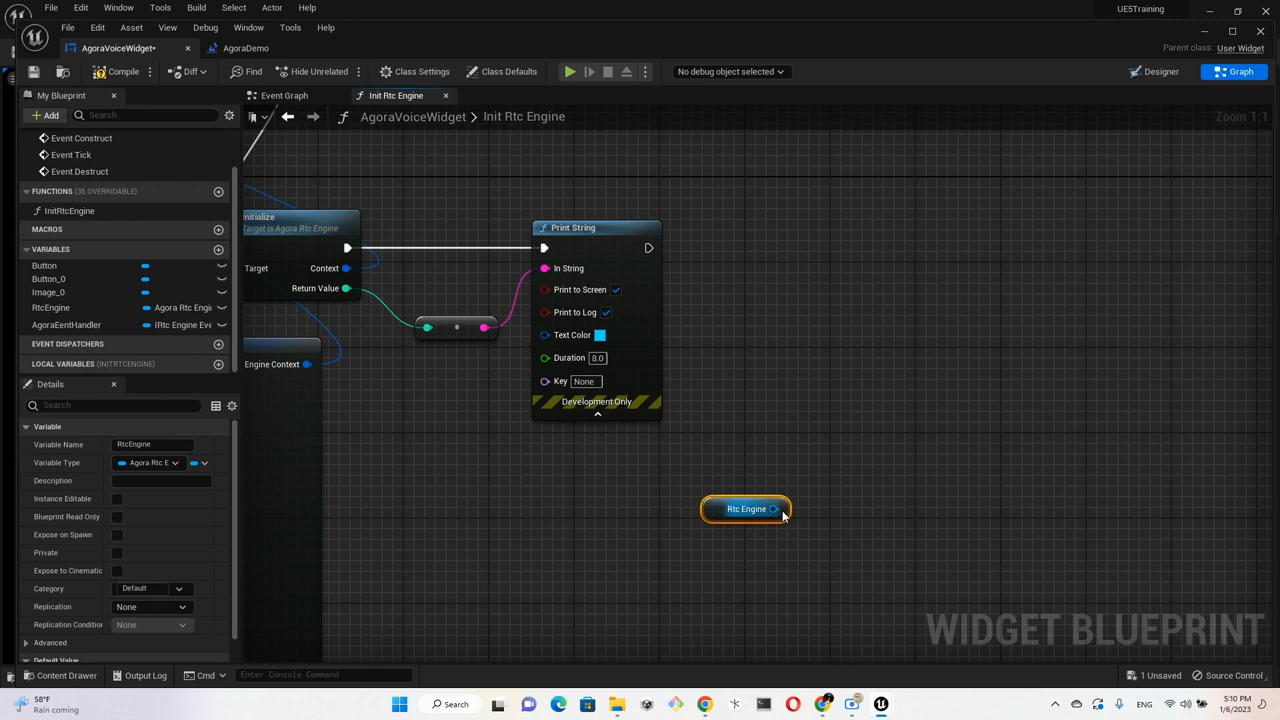 File Edit Build Select Actor Help
UE5Training
File Edit Asset View Debug Window Tools Help
AgoraVoiceWidget* AgoraDemo
Parent class: User Widget
Compile Diff Find Hide Unrelated Class Settings Class Defaults No debug object selected Designer Graph
My Blueprint Event Graph Init Rtc Engine
Add Search AgoraVoiceWidget > Init Rtc Engine Zoom 1:1
Event Construct
Event Tick
Event Destruct
FUNCTIONS (35 OVERRIDABLE)
InitRtcEngine
MACROS
VARIABLES
Button
Button_0
Image_0
RtcEngine Agora Rtc Engi
AgoraEentHandler IRtc Engine Eve
EVENT DISPATCHERS
LOCAL VARIABLES (INITRTCENGINE)
Details
Search
Variable
Variable Name RtcEngine
Variable Type Agora Rtc E
Description
Instance Editable
Blueprint Read Only
Expose on Spawn
Private
Expose to Cinematic
Category Default
Replication None
Replication Condition None
Advanced
Default Value
Initialize
Target is Agora Rtc Engine
Target Context
Return Value
Engine Context
Print String
In String
Print to Screen
Print to Log
Text Color
Duration 8.0
Key None
Development Only
Rtc Engine
WIDGET BLUEPRINT
Content Drawer Output Log Cmd Enter Console Command 1 Unsaved Source Control
58°F
Rain coming
Search
ENG
5:10 PM
1/6/2023